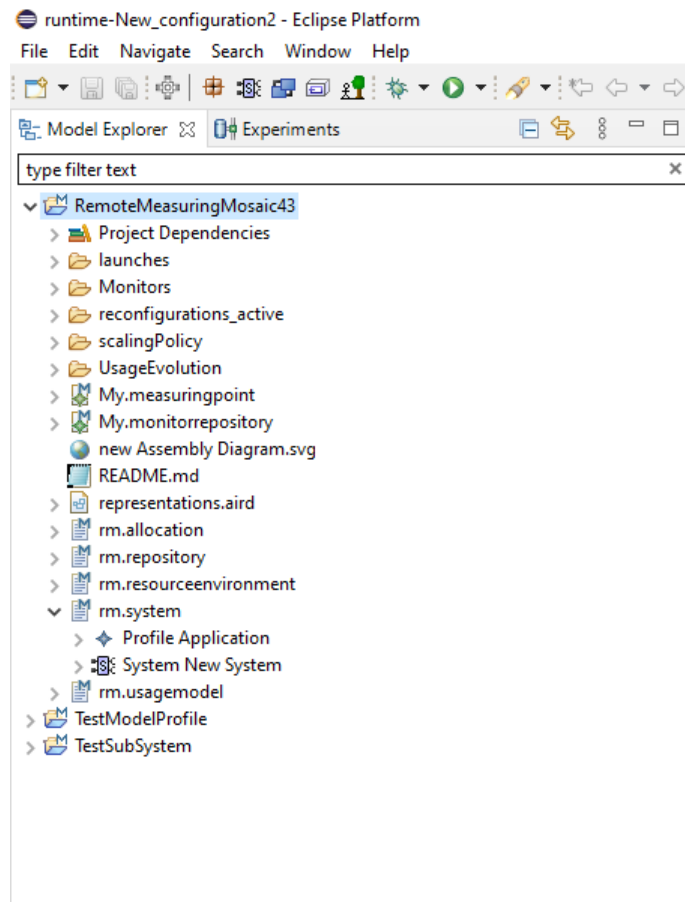 runtime-New_configuration2 - Eclipse Platform
File Edit Navigate Search Window Help
Model Explorer Experiments
type filter text
RemoteMeasuringMosaic43
Project Dependencies
launches
Monitors
reconfigurations_active
scalingPolicy
UsageEvolution
My.measuringpoint
My.monitorrepository
new Assembly Diagram.svg
README.md
representations.aird
rm.allocation
rm.repository
rm.resourceenvironment
rm.system
Profile Application
System New System
rm.usagemodel
TestModelProfile
TestSubSystem